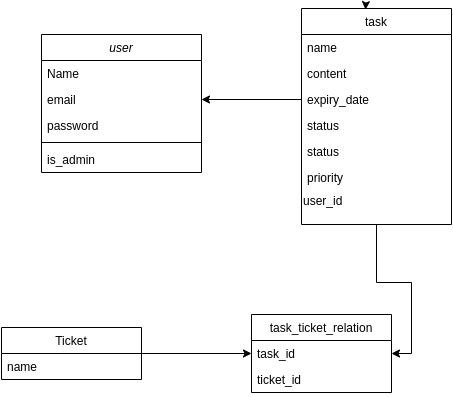 user
Name
email
password
is_admin
task
name
content
expiry_date
status
status
priority
user_id
Ticket
name
task_ticket_relation
task_id
ticket_id